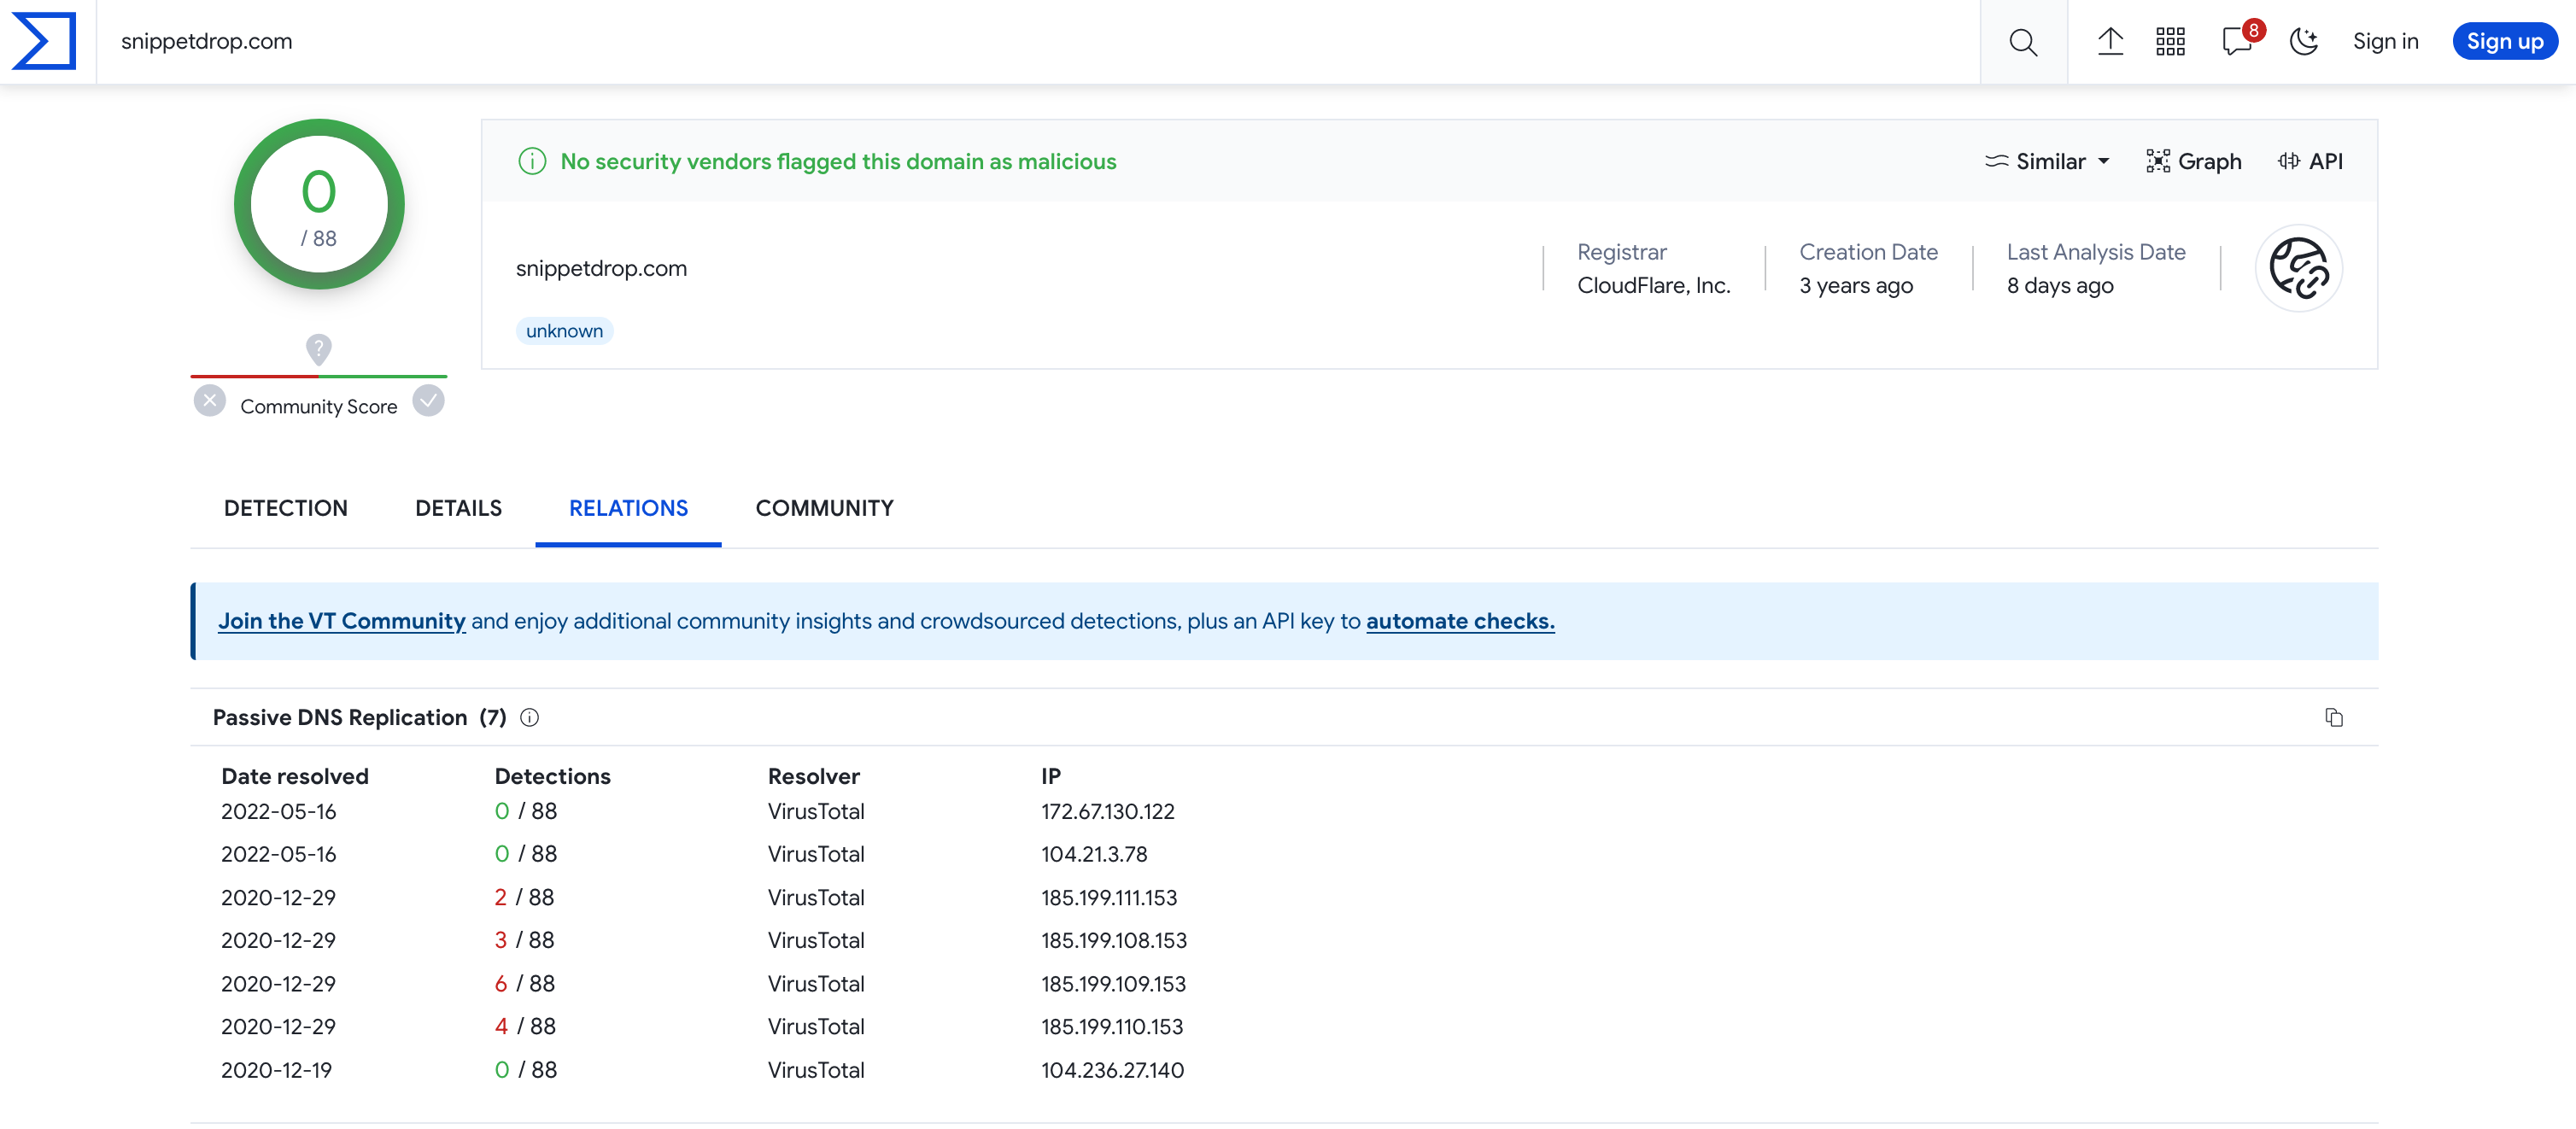 snippetdrop.com
8
Sign in
Sign up
0
/ 88
Community Score
No security vendors flagged this domain as malicious
Similar
Graph
API
snippetdrop.com
unknown
Registrar
CloudFlare, Inc.
Creation Date
3 years ago
Last Analysis Date
8 days ago
DETECTION DETAILS RELATIONS COMMUNITY
Join the VT Community and enjoy additional community insights and crowdsourced detections, plus an API key to automate checks.
Passive DNS Replication (7)
Date resolved Detections Resolver IP
2022-05-16 0 / 88 VirusTotal 172.67.130.122
2022-05-16 0 / 88 VirusTotal 104.21.3.78
2020-12-29 2 / 88 VirusTotal 185.199.111.153
2020-12-29 3 / 88 VirusTotal 185.199.108.153
2020-12-29 6 / 88 VirusTotal 185.199.109.153
2020-12-29 4 / 88 VirusTotal 185.199.110.153
2020-12-19 0 / 88 VirusTotal 104.236.27.140